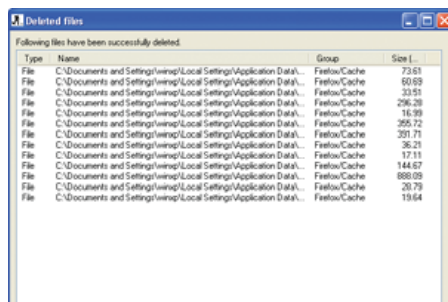 Deleted files
Following files have been successfully deleted.
Type Name Group Size (...
File C:\Documents and Settings\winxp\Local Settings\Application Data\... Firefox/Cache 73.61
File C:\Documents and Settings\winxp\Local Settings\Application Data\... Firefox/Cache 60.69
File C:\Documents and Settings\winxp\Local Settings\Application Data\... Firefox/Cache 33.51
File C:\Documents and Settings\winxp\Local Settings\Application Data\... Firefox/Cache 296.28
File C:\Documents and Settings\winxp\Local Settings\Application Data\... Firefox/Cache 16.99
File C:\Documents and Settings\winxp\Local Settings\Application Data\... Firefox/Cache 355.72
File C:\Documents and Settings\winxp\Local Settings\Application Data\... Firefox/Cache 391.71
File C:\Documents and Settings\winxp\Local Settings\Application Data\... Firefox/Cache 36.21
File C:\Documents and Settings\winxp\Local Settings\Application Data\... Firefox/Cache 17.11
File C:\Documents and Settings\winxp\Local Settings\Application Data\... Firefox/Cache 144.67
File C:\Documents and Settings\winxp\Local Settings\Application Data\... Firefox/Cache 888.09
File C:\Documents and Settings\winxp\Local Settings\Application Data\... Firefox/Cache 28.79
File C:\Documents and Settings\winxp\Local Settings\Application Data\... Firefox/Cache 19.64